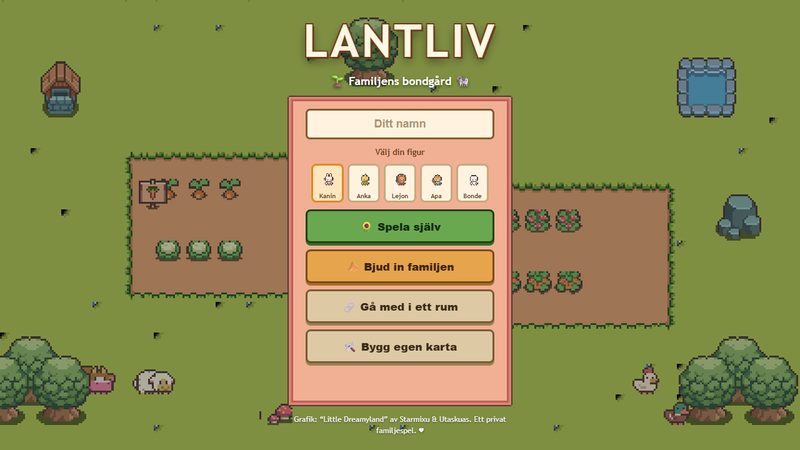 LANTLIV
Familjens bondgård
Ditt namn
Välj din figur
Kanin Anka Lejon Apa Bonde
Spela själv
Bjud in familjen
Gå med i ett rum
Bygg egen karta
Grafik: "Little Dreamyland" av Starmixu & Utaskuas. Ett privat
familjespel. ♥